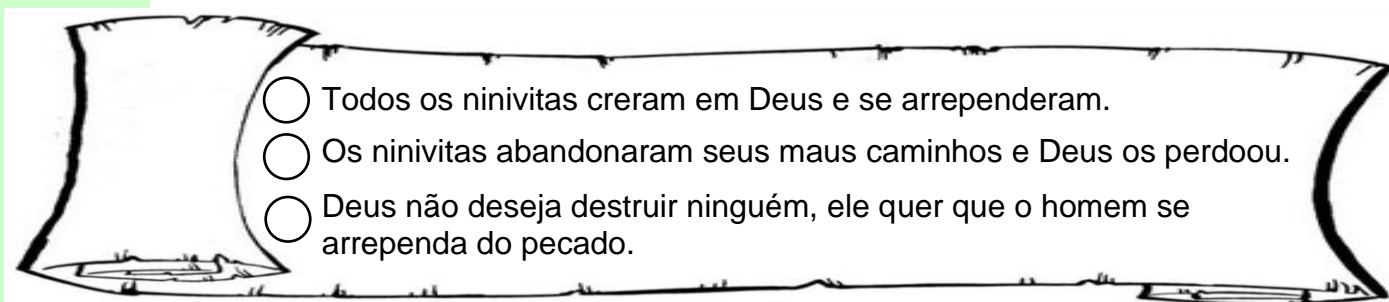 Todos os ninivitas creram em Deus e se arrependeram.
Os ninivitas abandonaram seus maus caminhos e Deus os perdoou.
Deus não deseja destruir ninguém, ele quer que o homem se
arrependa do pecado.